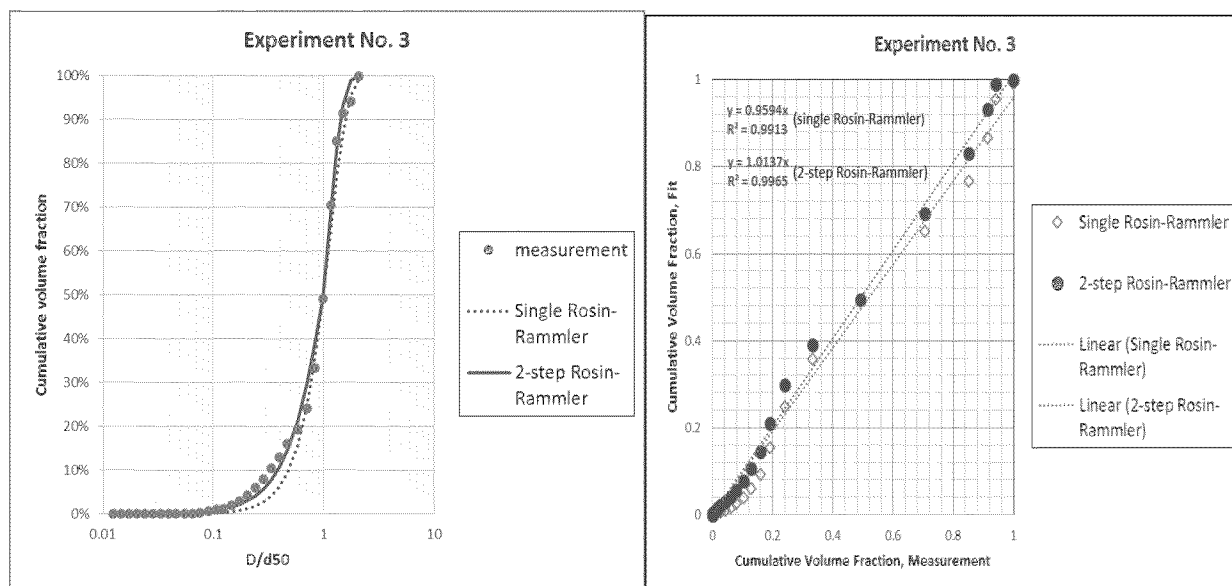 Experiment No. 3
100%
90%
80%
70%
60%
50%
40%
30%
20%
10%
0%
Cumulative volume fraction
0.01 0.1 1 10
D/d50
measurement
Single Rosin-
Rammler
2-step Rosin-
Rammler
Experiment No. 3
1
0.8
0.6
0.4
0.2
0
Cumulative Volume Fraction, Fit
y = 0.9594x
R² = 0.9913
(single Rosin-Rammler)
y = 1.0137x
R² = 0.9965
(2-step Rosin-Rammler)
0 0.2 0.4 0.6 0.8 1
Cumulative Volume Fraction, Measurement
Single Rosin-Rammler
2-step Rosin-Rammler
Linear (Single Rosin-
Rammler)
Linear (2-step Rosin-
Rammler)